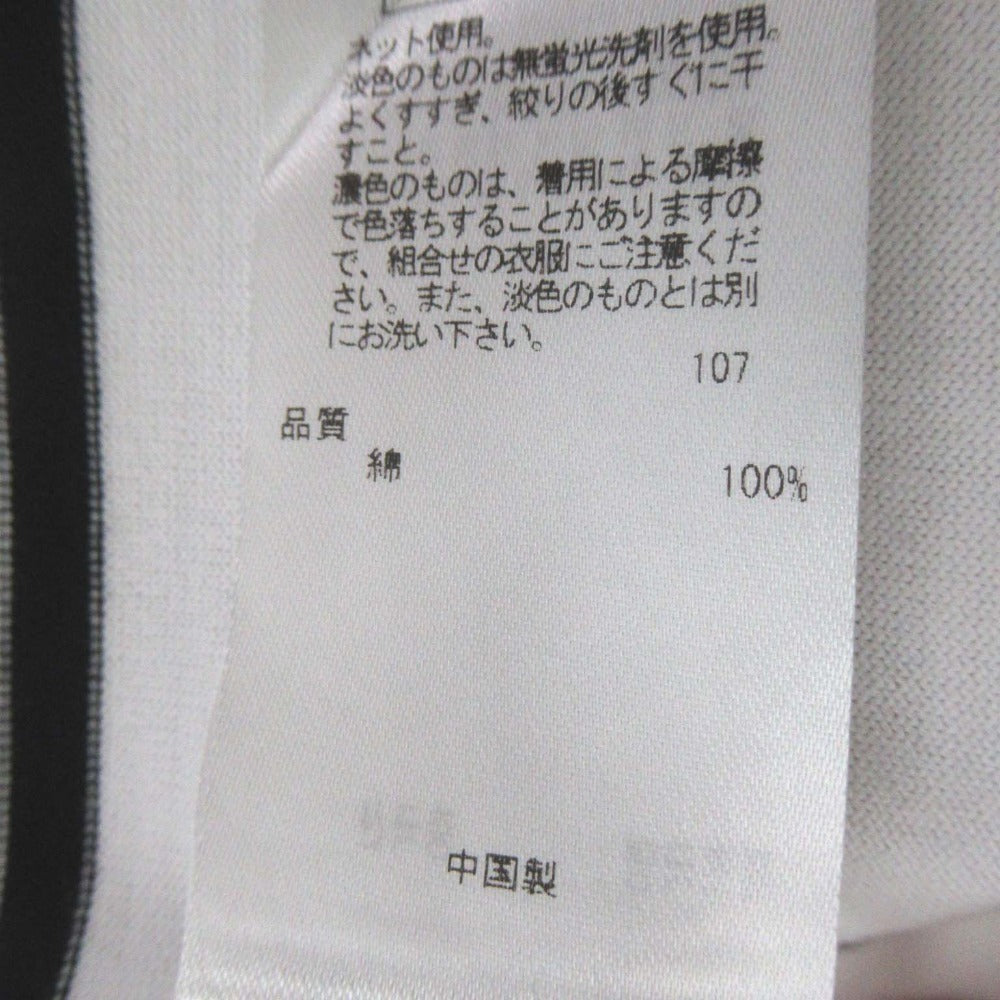 ネット使用。
淡色のものは無蛍光洗剤を使用。
よくすすぎ、絞りの後すぐに干
すこと。
濃色のものは、着用による摩擦
で色落ちすることがありますの
で、組合せの衣服にご注意くだ
さい。また、淡色のものとは別
にお洗い下さい。
107
品質
綿 100%
中国製